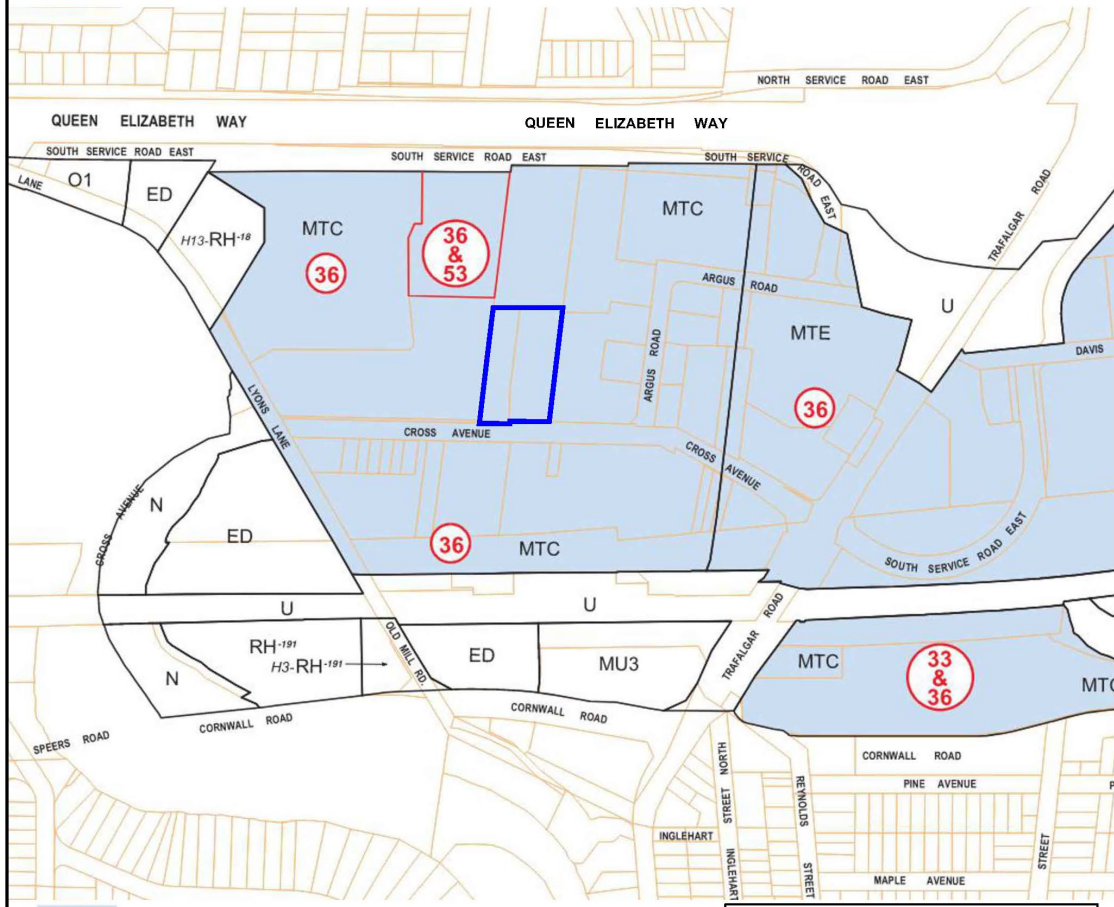 NORTH SERVICE ROAD EAST
QUEEN ELIZABETH WAY
QUEEN ELIZABETH WAY
SOUTH SERVICE ROAD EAST
SOUTH SERVICE ROAD EAST
SOUTH SERVICE
ROAD EAST
LANE
O1
ED
H13-RH-18
MTC
36
36
&
53
MTC
ARGUS ROAD
TRAFALGAR ROAD
U
MTE
36
ARGUS ROAD
DAVIS
LYONS LANE
CROSS AVENUE
CROSS AVENUE
CROSS AVENUE
N
ED
36
MTC
SOUTH SERVICE ROAD EAST
U
U
TRAFALGAR ROAD
OLD MILL RD.
RH-191
H3-RH-191
N
ED
MU3
MTC
33
&
36
MTC
CORNWALL ROAD
CORNWALL ROAD
SPEERS ROAD
CORNWALL ROAD
PINE AVENUE
P
STREET NORTH
INGLEHART
REYNOLDS
STREET
INGLEHART
STREET
MAPLE AVENUE